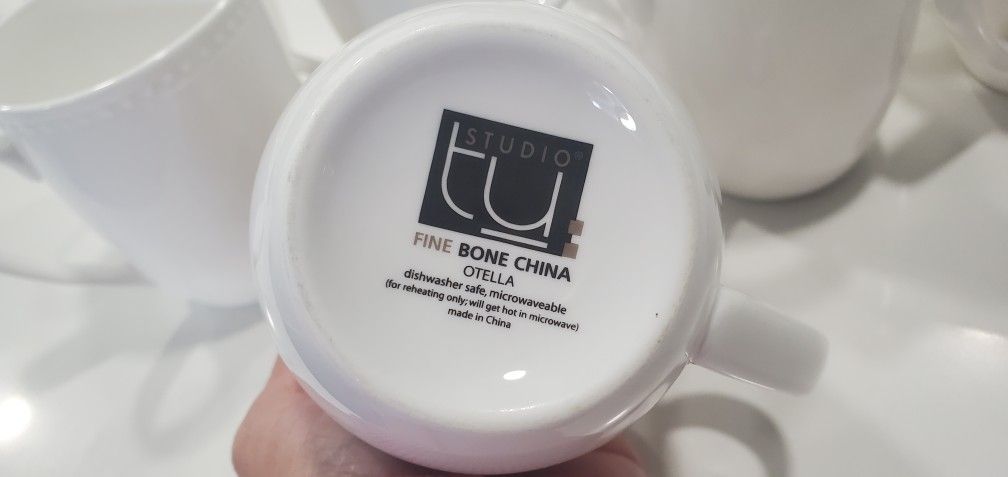 STUDIO®
tu
FINE BONE CHINA
OTELLA
dishwasher safe, microwaveable
(for reheating only; will get hot in microwave)
made in China